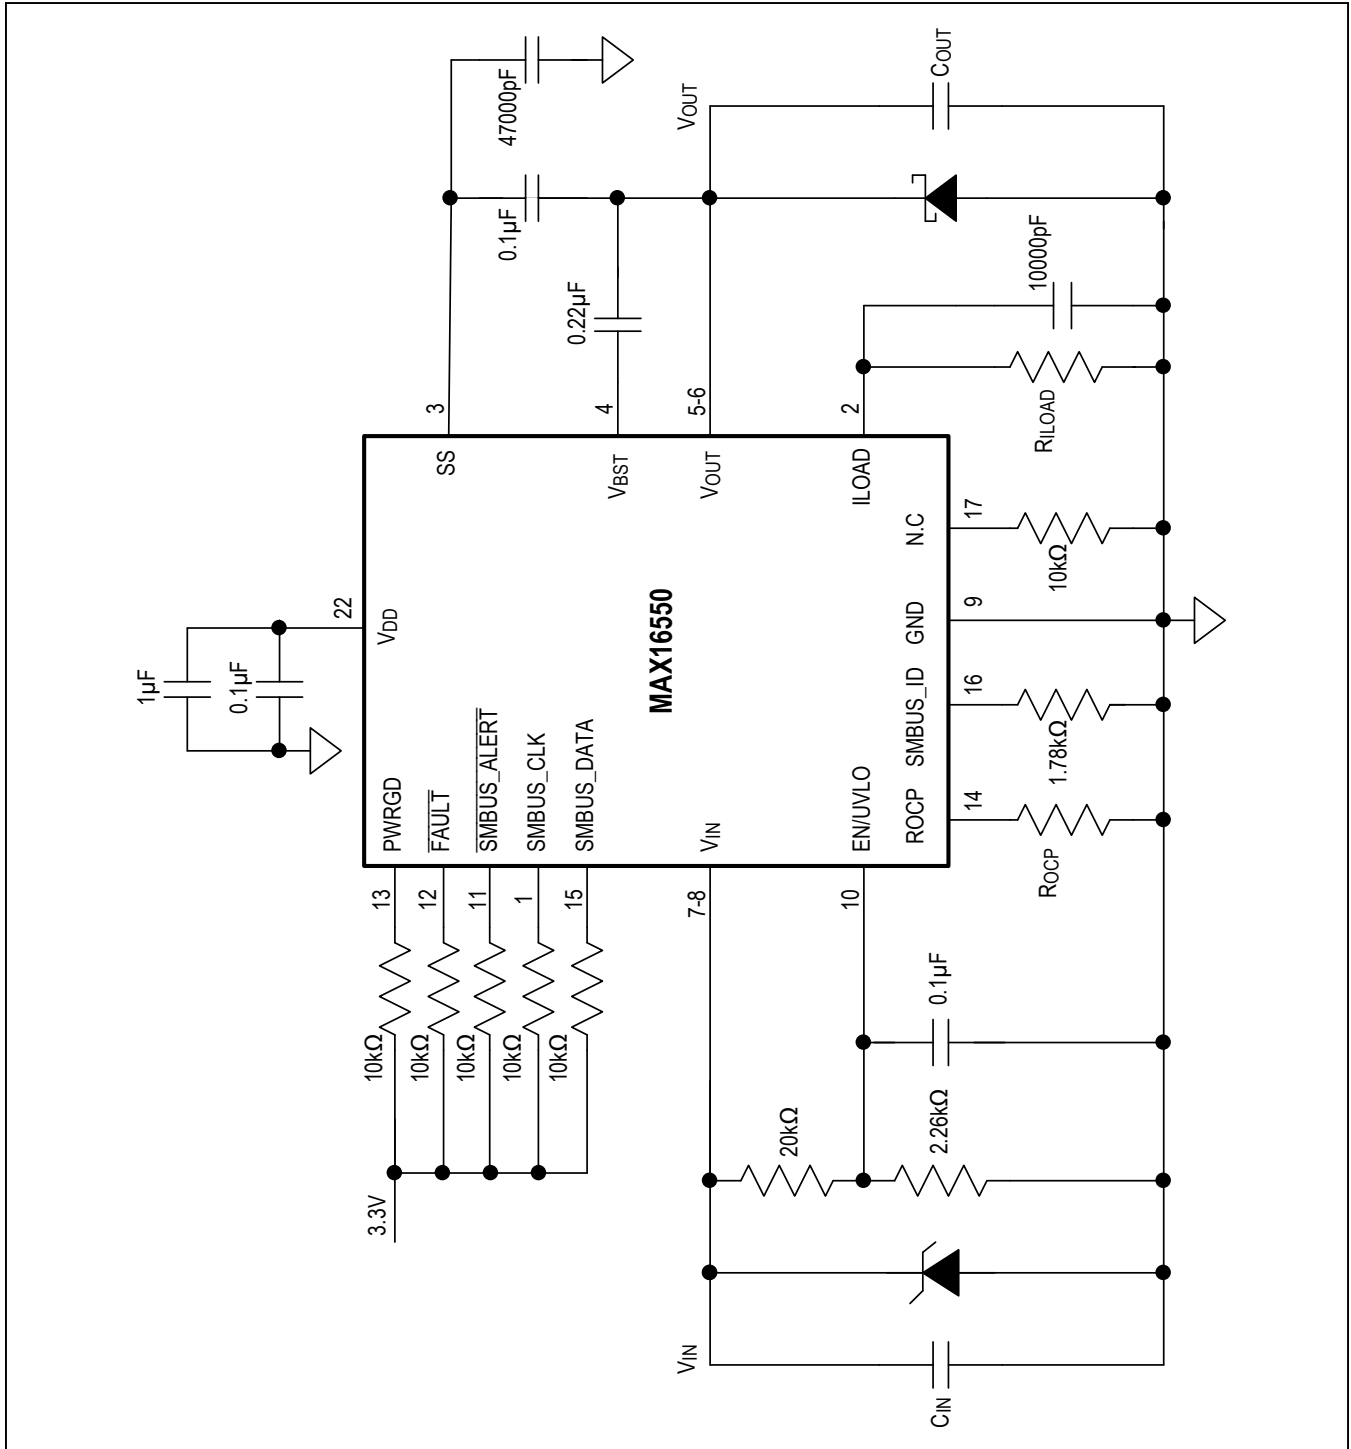 MAX16550
3.3V
10kΩ
10kΩ
10kΩ
10kΩ
10kΩ
13
12
11
1
15
PWRGD
FAULT
SMBUS_ALERT
SMBUS_CLK
SMBUS_DATA
1µF
0.1µF
22
VDD
SS
3
0.1µF
47000pF
VBST
4
0.22µF
VIN
VIN
7-8
VOUT
5-6
VOUT
CIN
20kΩ
2.26kΩ
0.1µF
10
EN/UVLO
ILOAD
2
RILOAD
10000pF
COUT
ROCP
14
ROCP
SMBUS_ID
16
1.78kΩ
GND
9
N.C
17
10kΩ